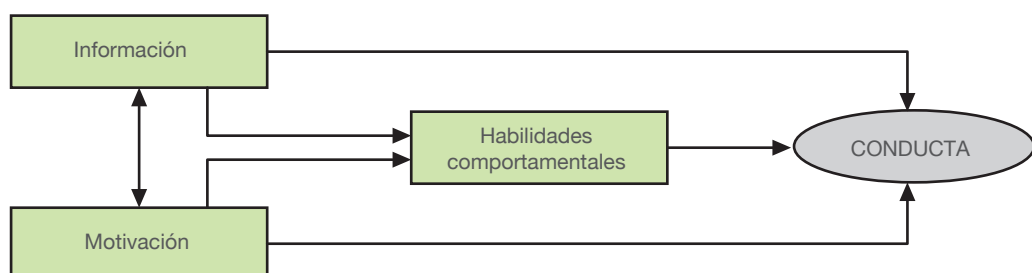 Información
Habilidades
comportamentales
CONDUCTA
Motivación